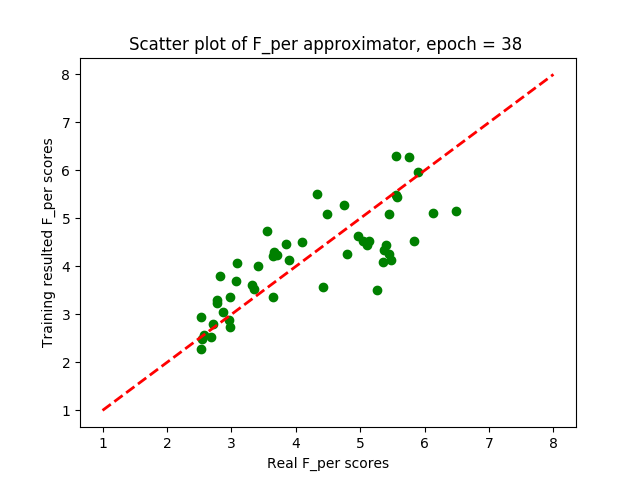 Scatter plot of F_per approximator, epoch = 38
Training resulted F_per scores
8
7
6
5
4
3
2
1
1 2 3 4 5 6 7 8
Real F_per scores